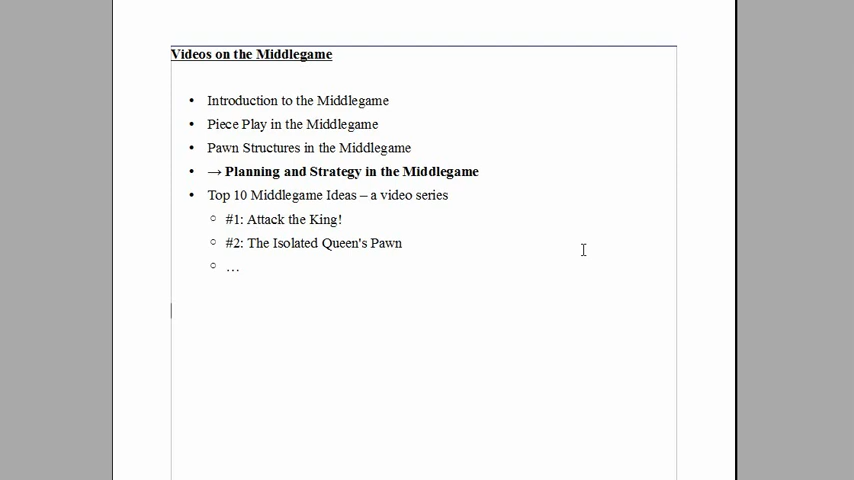 Videos on the Middlegame
• Introduction to the Middlegame
• Piece Play in the Middlegame
• Pawn Structures in the Middlegame
• → Planning and Strategy in the Middlegame
• Top 10 Middlegame Ideas – a video series
○ #1: Attack the King!
○ #2: The Isolated Queen's Pawn
○ …